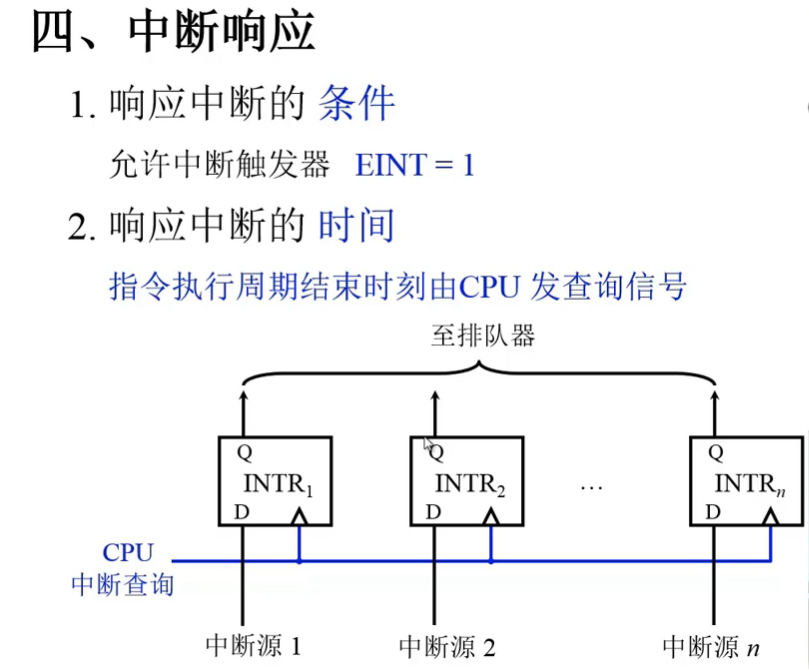 四、中断响应
1. 响应中断的 条件
允许中断触发器 EINT = 1
2. 响应中断的 时间
指令执行周期结束时刻由CPU 发查询信号
至排队器
Q Q Q
INTR₁ INTR₂ … INTRₙ
D D D
CPU
中断查询
中断源 1 中断源 2 中断源 n